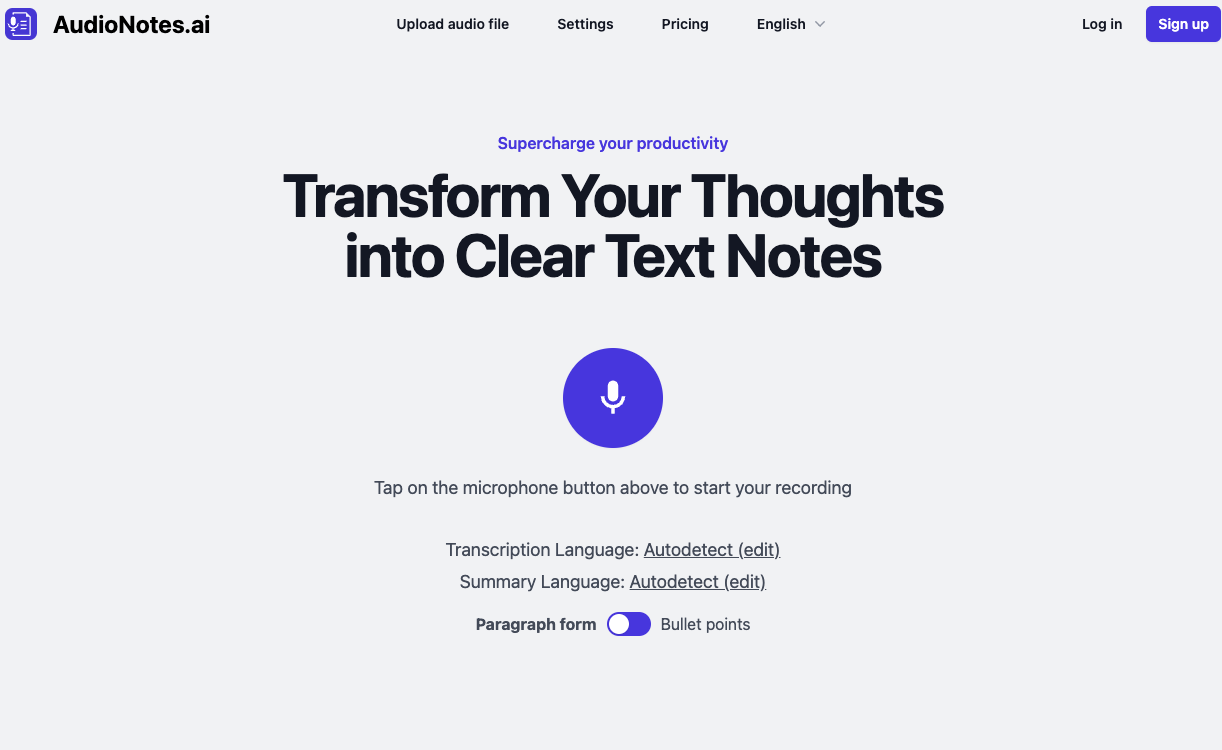 AudioNotes.ai
Upload audio file
Settings
Pricing
English
Log in
Sign up
Supercharge your productivity
Transform Your Thoughts
into Clear Text Notes
Tap on the microphone button above to start your recording
Transcription Language: Autodetect (edit)
Summary Language: Autodetect (edit)
Paragraph form
Bullet points